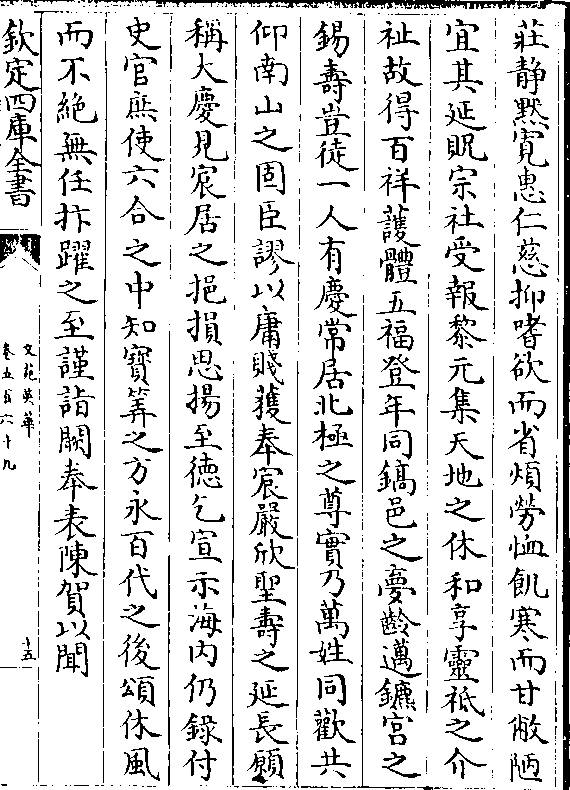 莊静黙寛惠仁慈抑嗜欲而省煩勞恤飢寒而甘敝陋
宜其延貺宗社受報黎元集天地之休和享靈祗之介
祉故得百祥䕶體五福登年同鎬邑之夢齡邁鑣宫之
錫壽豈徒一人有慶常居北極之尊實乃萬姓同歡共
仰南山之固臣謬以庸賤獲奉宸嚴欣聖壽之延長願
稱大慶見宸居之挹損思揚至徳乞宣示海内仍録付
史官庶使六合之中知寶筭之方永百代之後頌休風
而不絶無任抃躍之至謹詣闕奉表陳賀以聞
欽定四庫全書
文苑英華
卷五百六十九
十五